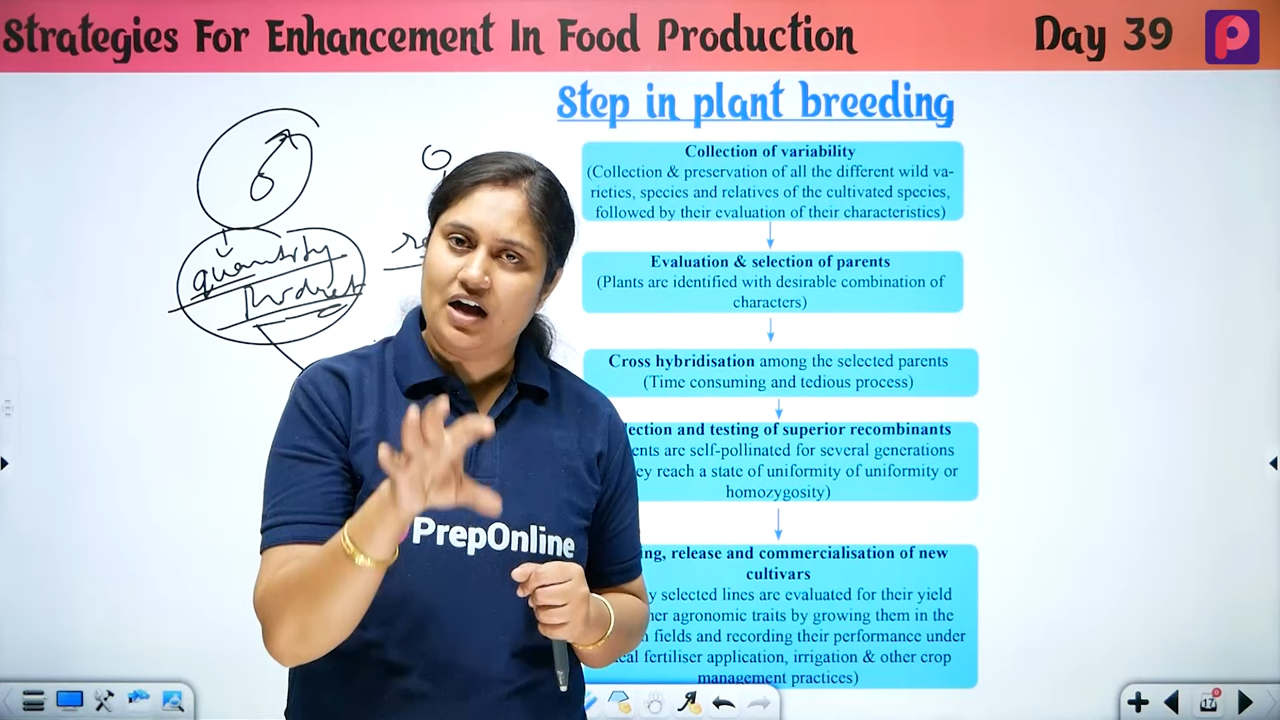 Strategies For Enhancement In Food Production
Day 39
Step in plant breeding
Collection of variability
(Collection & preservation of all the different wild va-
rieties, species and relatives of the cultivated species,
followed by their evaluation of their characteristics)
Evaluation & selection of parents
(Plants are identified with desirable combination of
characters)
Cross hybridisation among the selected parents
(Time consuming and tedious process)
and testing of superior recombinants
are self-pollinated for several generations
reach a state of uniformity of uniformity or
homozygosity)
release and commercialisation of new
cultivars
selected lines are evaluated for their yield
agronomic traits by growing them in the
fields and recording their performance under
fertiliser application, irrigation & other crop
management practices)
quantity
Product
PrepOnline
17